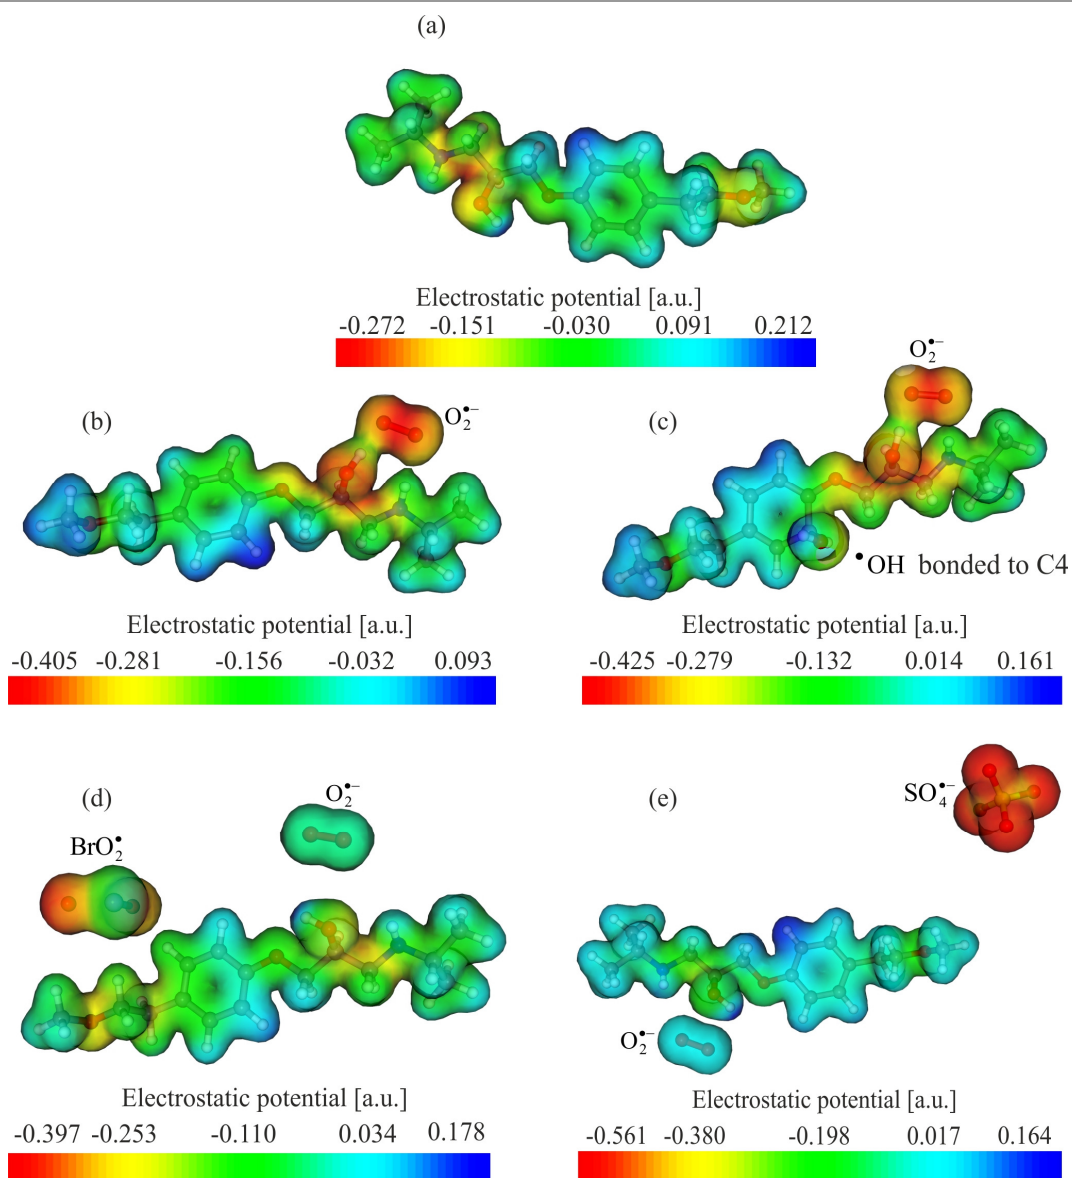 (a)
Electrostatic potential [a.u.]
-0.272 -0.151 -0.030 0.091 0.212
(b)
O₂•−
Electrostatic potential [a.u.]
-0.405 -0.281 -0.156 -0.032 0.093
(c)
O₂•−
•OH bonded to C4
Electrostatic potential [a.u.]
-0.425 -0.279 -0.132 0.014 0.161
(d)
O₂•−
BrO₂•
Electrostatic potential [a.u.]
-0.397 -0.253 -0.110 0.034 0.178
(e)
SO₄•−
O₂•−
Electrostatic potential [a.u.]
-0.561 -0.380 -0.198 0.017 0.164